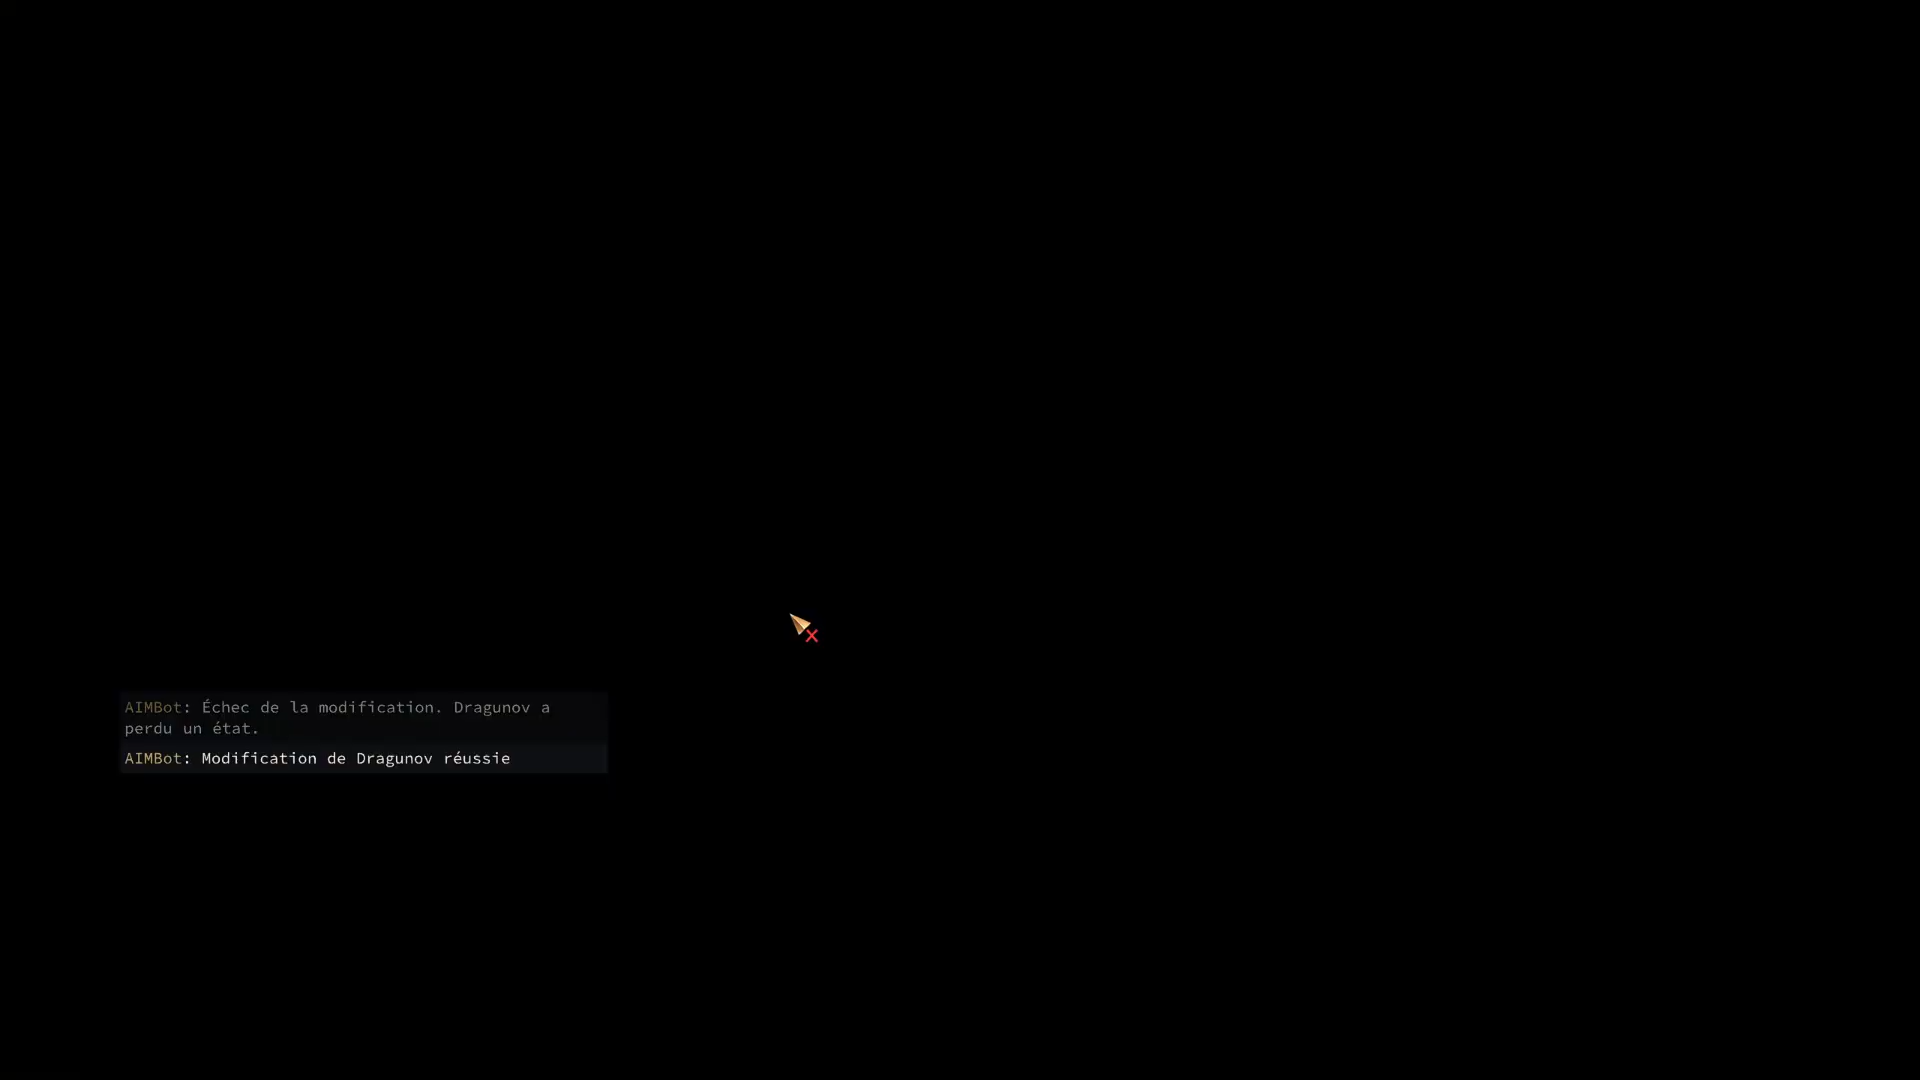 AIMBot: Échec de la modification. Dragunov a
perdu un état.
AIMBot: Modification de Dragunov réussie